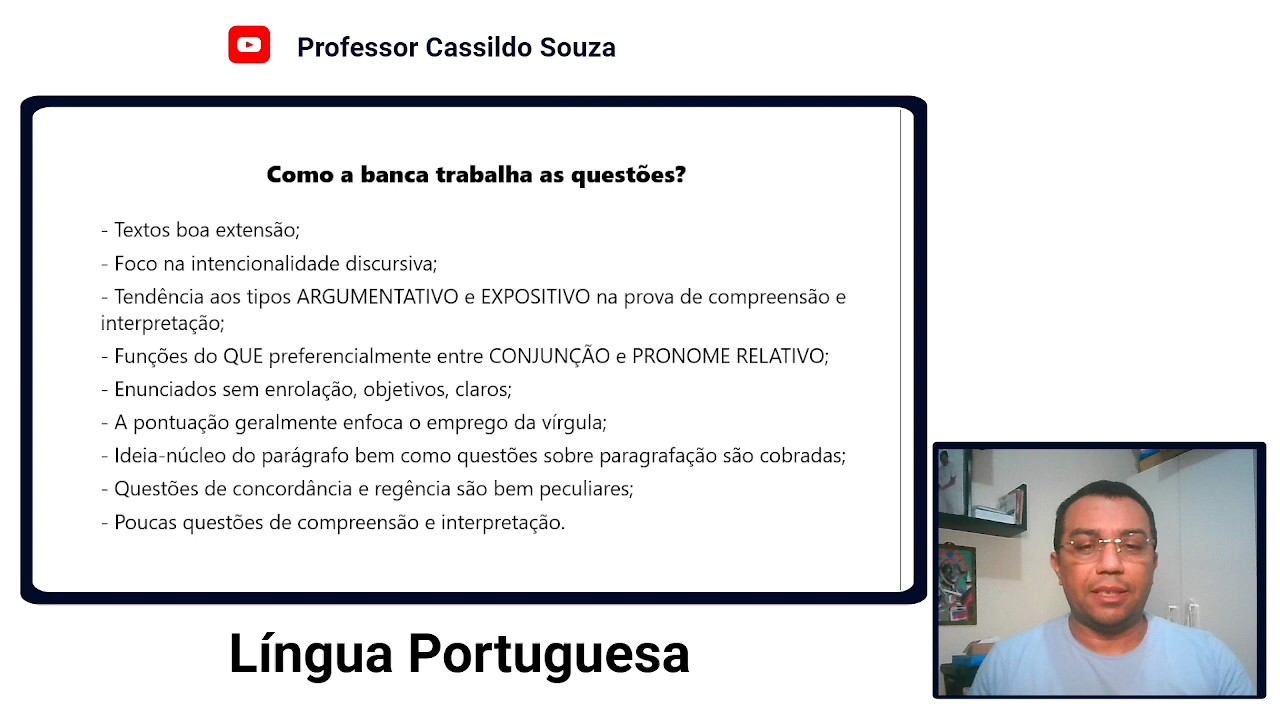 Professor Cassildo Souza
Como a banca trabalha as questões?
- Textos boa extensão;
- Foco na intencionalidade discursiva;
- Tendência aos tipos ARGUMENTATIVO e EXPOSITIVO na prova de compreensão e
interpretação;
- Funções do QUE preferencialmente entre CONJUNÇÃO e PRONOME RELATIVO;
- Enunciados sem enrolação, objetivos, claros;
- A pontuação geralmente enfoca o emprego da vírgula;
- Ideia-núcleo do parágrafo bem como questões sobre paragrafação são cobradas;
- Questões de concordância e regência são bem peculiares;
- Poucas questões de compreensão e interpretação.
Língua Portuguesa